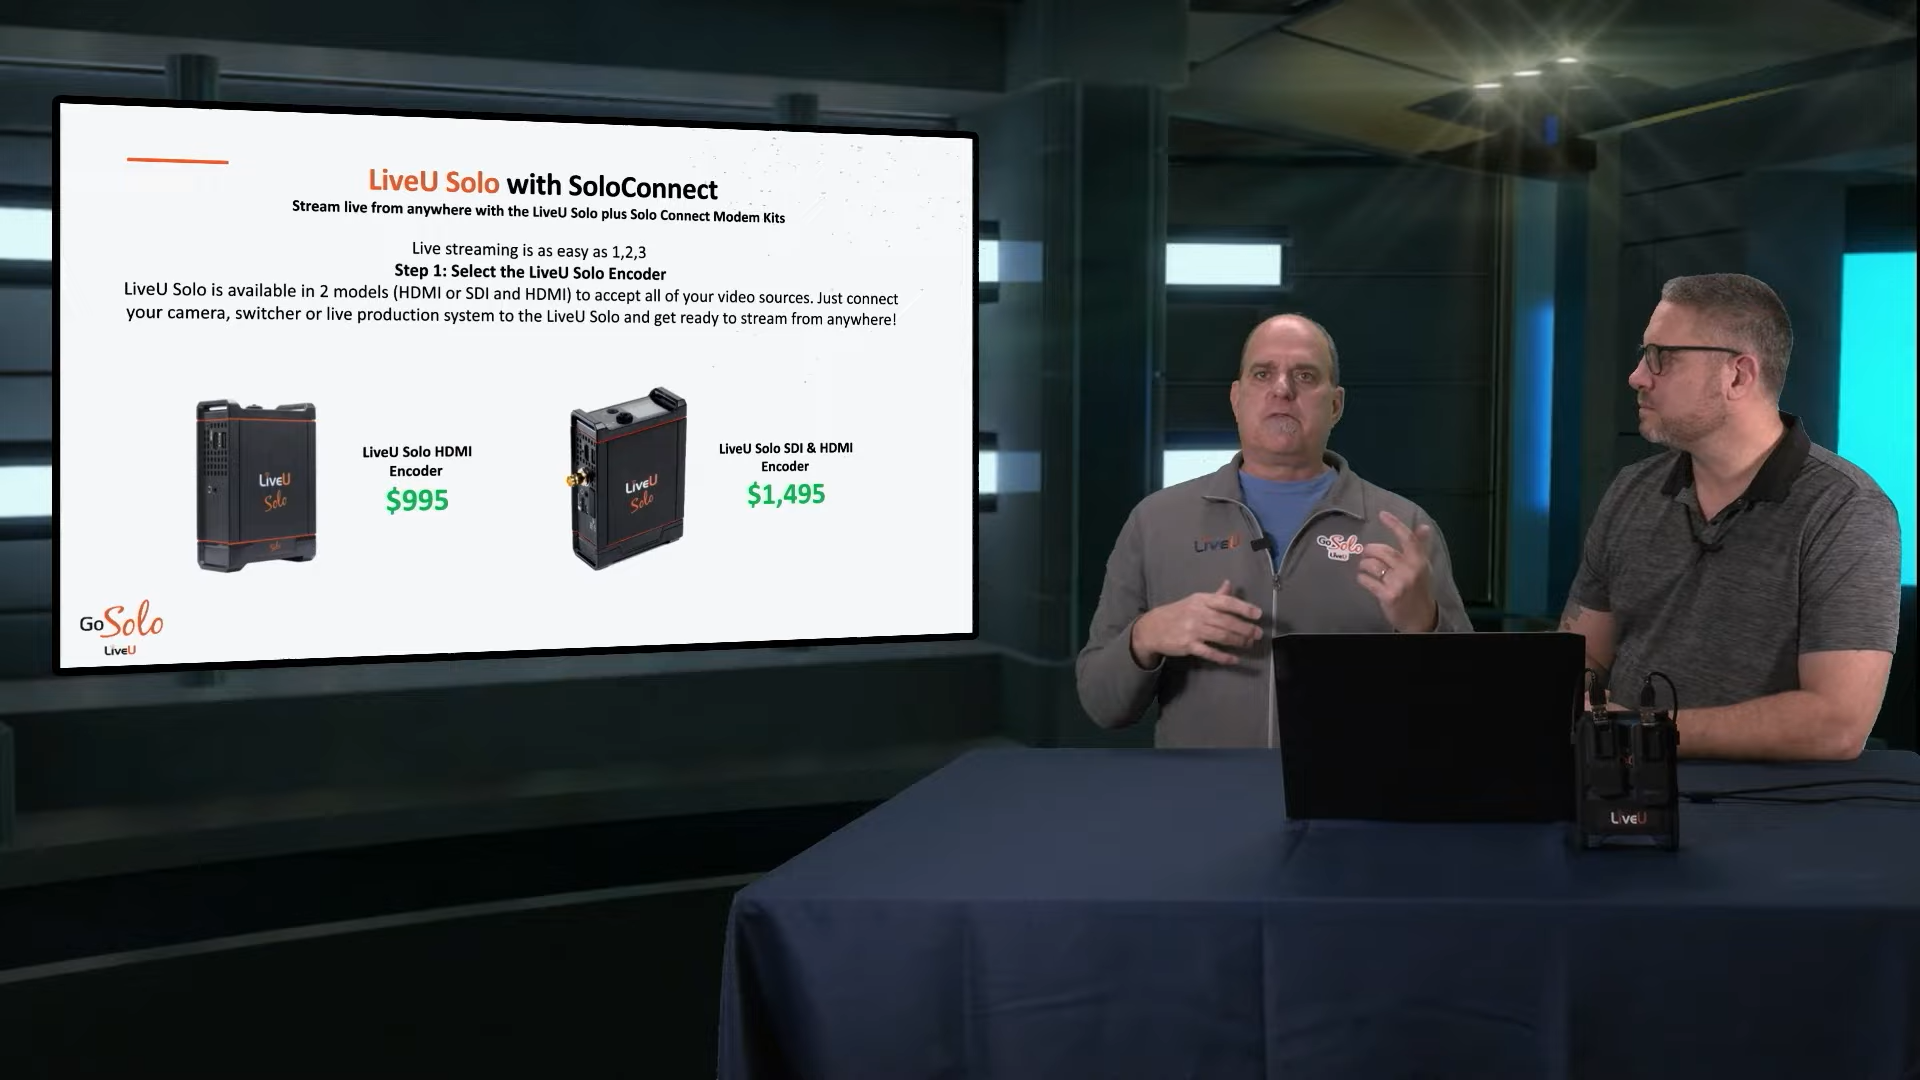 LiveU Solo with SoloConnect
Stream live from anywhere with the LiveU Solo plus Solo Connect Modem Kits
Live streaming is as easy as 1,2,3
Step 1: Select the LiveU Solo Encoder
LiveU Solo is available in 2 models (HDMI or SDI and HDMI) to accept all of your video sources. Just connect
your camera, switcher or live production system to the LiveU Solo and get ready to stream from anywhere!
LiveU
Solo
Solo
LiveU Solo HDMI
Encoder
$995
LiveU
Solo
LiveU Solo SDI & HDMI
Encoder
$1,495
Go Solo
LiveU
LiveU
Go Solo
LiveU
LiveU